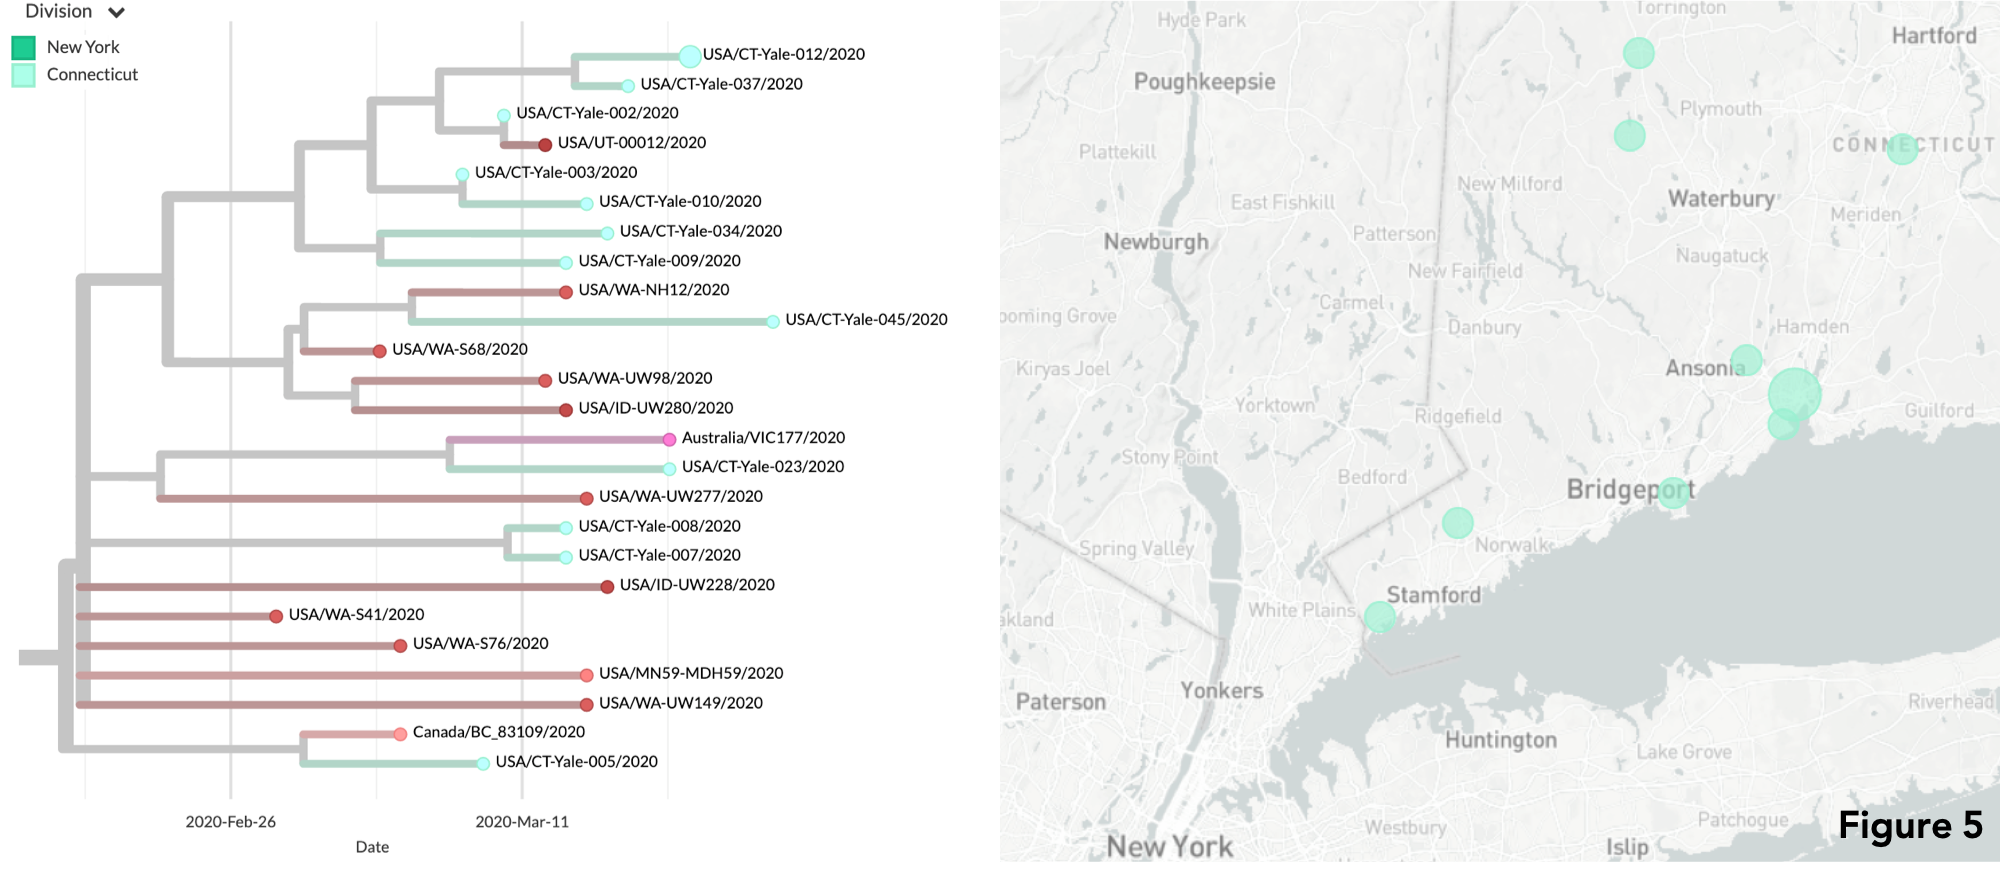 Division
New York
Connecticut
USA/CT-Yale-012/2020
USA/CT-Yale-037/2020
USA/CT-Yale-002/2020
USA/UT-00012/2020
USA/CT-Yale-003/2020
USA/CT-Yale-010/2020
USA/CT-Yale-034/2020
USA/CT-Yale-009/2020
USA/WA-NH12/2020
USA/CT-Yale-045/2020
USA/WA-S68/2020
USA/WA-UW98/2020
USA/ID-UW280/2020
Australia/VIC177/2020
USA/CT-Yale-023/2020
USA/WA-UW277/2020
USA/CT-Yale-008/2020
USA/CT-Yale-007/2020
USA/ID-UW228/2020
USA/WA-S41/2020
USA/WA-S76/2020
USA/MN59-MDH59/2020
USA/WA-UW149/2020
Canada/BC_83109/2020
USA/CT-Yale-005/2020
2020-Feb-26
2020-Mar-11
Date
Hyde Park
Torrington
Hartford
Poughkeepsie
Plymouth
CONNECTICUT
Plattekill
New Milford
Waterbury
East Fishkill
Meriden
Newburgh
Patterson
Naugatuck
New Fairfield
Carmel
ooming Grove
Danbury
Hamden
Kiryas Joel
Ansonia
Yorktown
Ridgefield
Guilford
Stony Point
Bedford
Bridgeport
Spring Valley
Norwalk
Stamford
White Plains
akland
Yonkers
Paterson
Riverhead
Huntington
Lake Grove
Patchogue
Westbury
New York
Islip
Figure 5